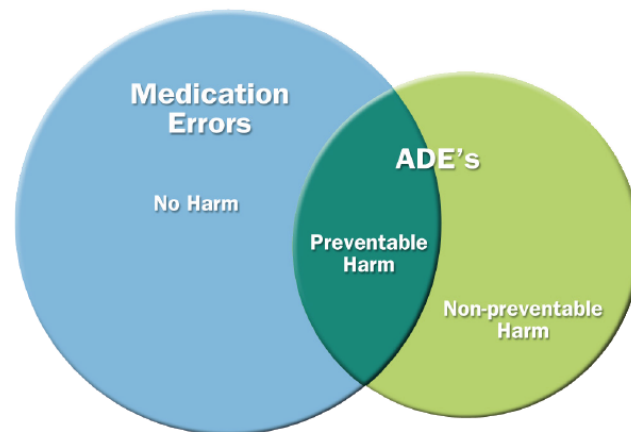 Medication
Errors
No Harm
ADE's
Preventable
Harm
Non-preventable
Harm